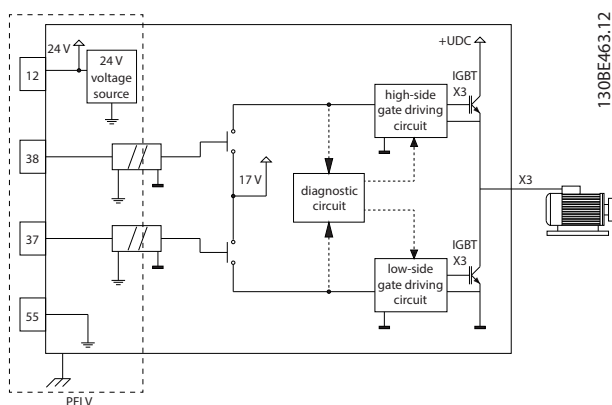 130BE463.12
24 V
12
24 V
voltage
source
38
37
55
PELV
17 V
diagnostic
circuit
+UDC
IGBT
X3
high-side
gate driving
circuit
X3
IGBT
X3
low-side
gate driving
circuit